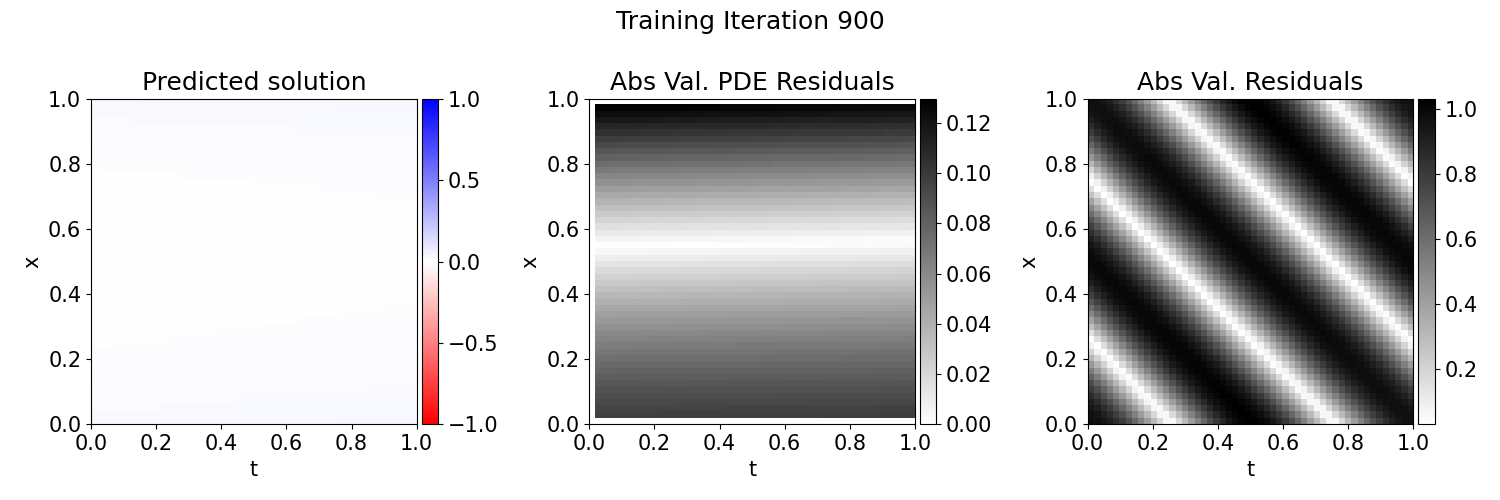 Training Iteration 900
Predicted solution
1.0
0.8
0.6
0.4
0.2
0.0
x
0.0 0.2 0.4 0.6 0.8 1.0
t
1.0
0.5
0.0
−0.5
−1.0
Abs Val. PDE Residuals
1.0
0.8
0.6
0.4
0.2
0.0
x
0.0 0.2 0.4 0.6 0.8 1.0
t
0.12
0.10
0.08
0.06
0.04
0.02
0.00
Abs Val. Residuals
1.0
0.8
0.6
0.4
0.2
0.0
x
0.0 0.2 0.4 0.6 0.8 1.0
t
1.0
0.8
0.6
0.4
0.2